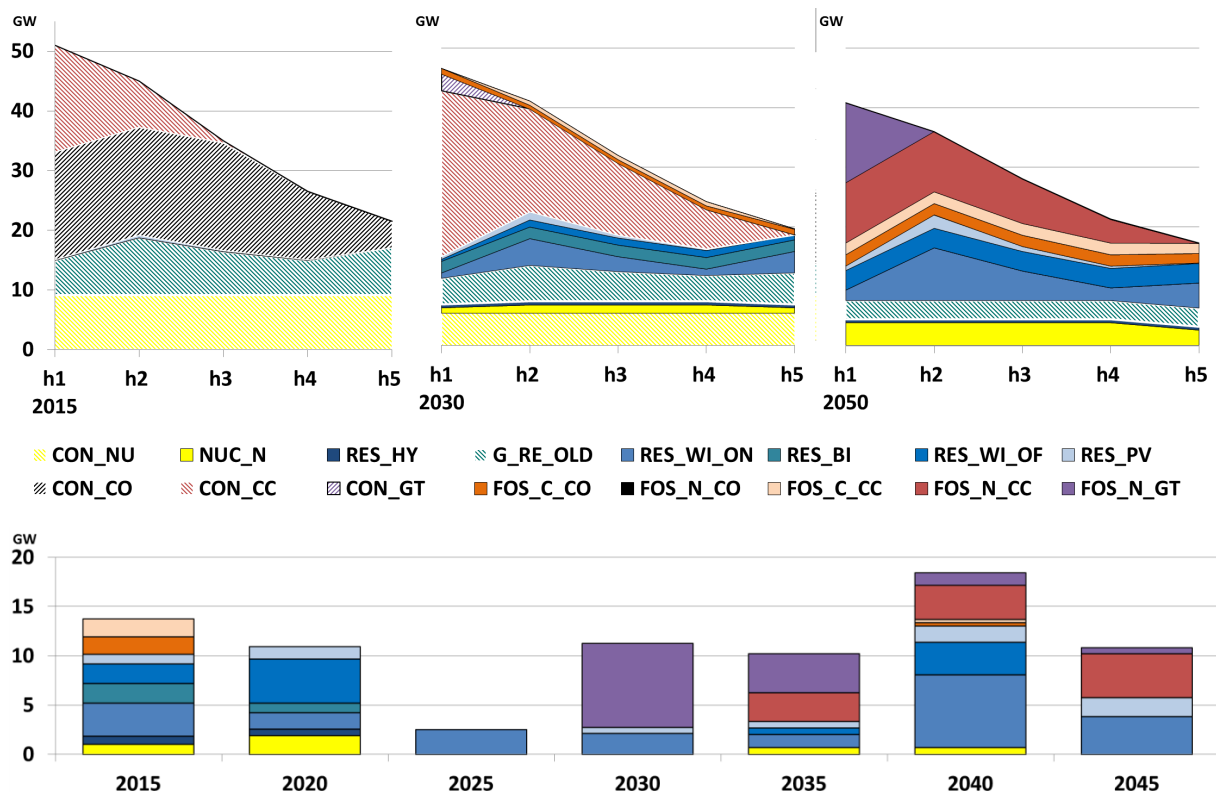 GW GW GW
50
40
30
20
10
0
h1 h2 h3 h4 h5 h1 h2 h3 h4 h5 h1 h2 h3 h4 h5
2015 2030 2050
CON_NU NUC_N RES_HY G_RE_OLD RES_WI_ON RES_BI RES_WI_OF RES_PV
CON_CO CON_CC CON_GT FOS_C_CO FOS_N_CO FOS_C_CC FOS_N_CC FOS_N_GT
GW
20
15
10
5
0
2015 2020 2025 2030 2035 2040 2045